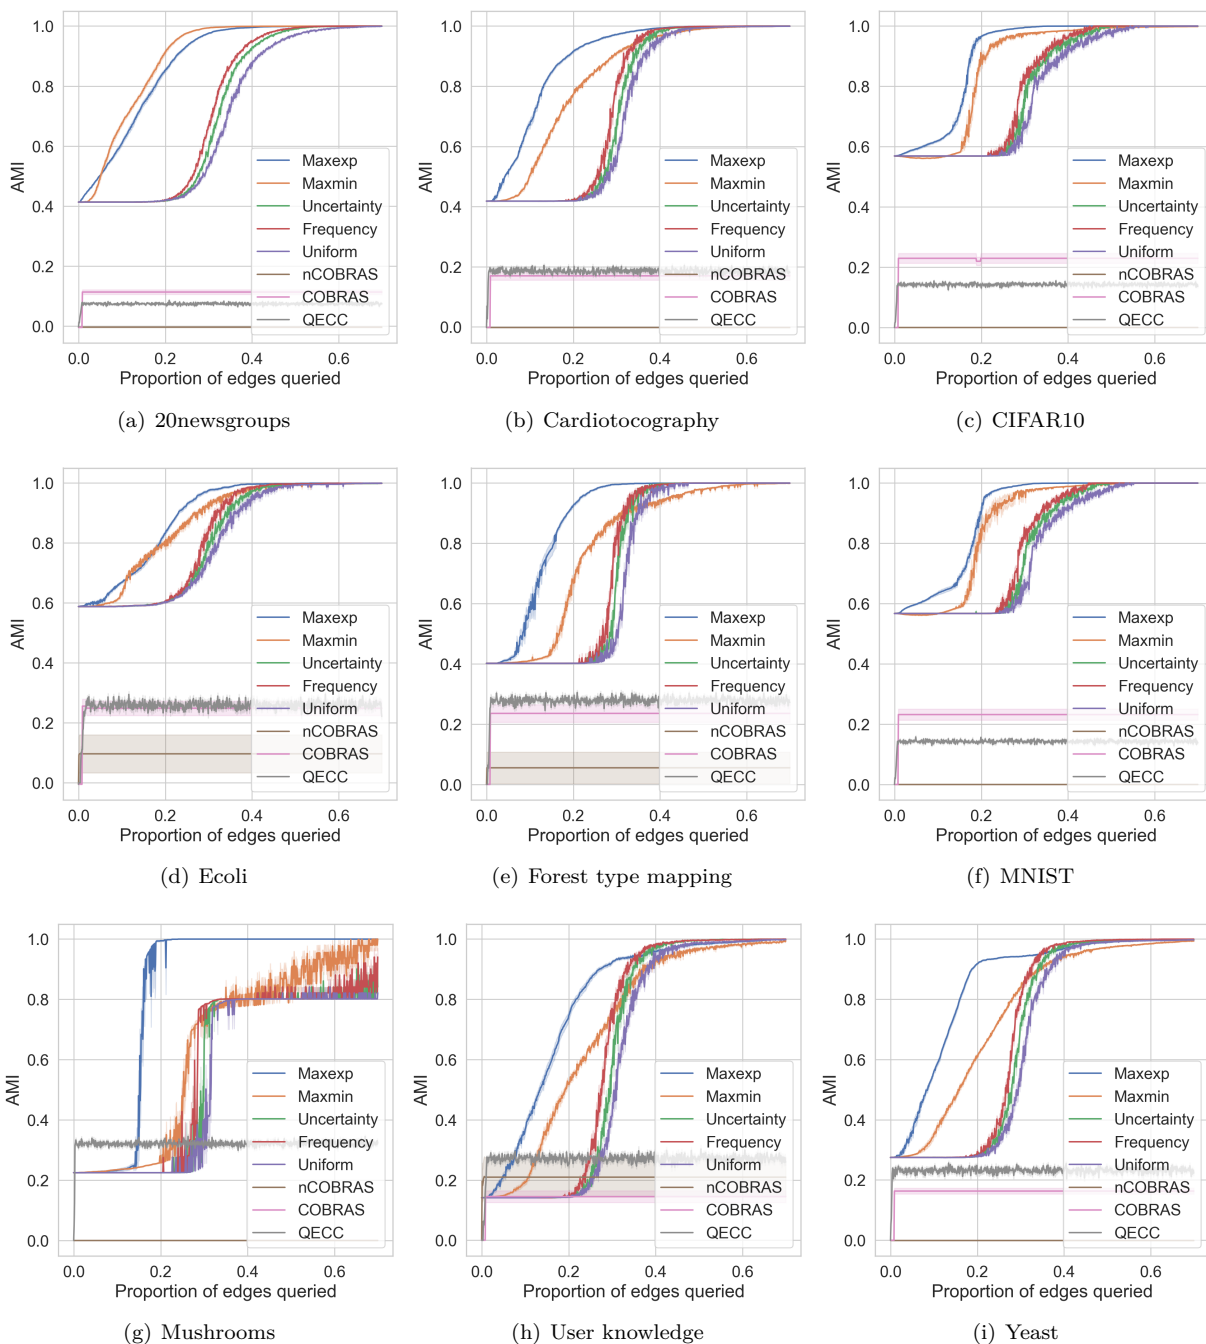 1.0
0.8
0.6
0.4
0.2
0.0
AMI
Maxexp
Maxmin
Uncertainty
Frequency
Uniform
nCOBRAS
COBRAS
QECC
0.0 0.2 0.4 0.6
Proportion of edges queried
(a) 20newsgroups
1.0
0.8
0.6
0.4
0.2
0.0
AMI
Maxexp
Maxmin
Uncertainty
Frequency
Uniform
nCOBRAS
COBRAS
QECC
0.0 0.2 0.4 0.6
Proportion of edges queried
(b) Cardiotocography
1.0
0.8
0.6
0.4
0.2
0.0
AMI
Maxexp
Maxmin
Uncertainty
Frequency
Uniform
nCOBRAS
COBRAS
QECC
0.0 0.2 0.4 0.6
Proportion of edges queried
(c) CIFAR10
1.0
0.8
0.6
0.4
0.2
0.0
AMI
Maxexp
Maxmin
Uncertainty
Frequency
Uniform
nCOBRAS
COBRAS
QECC
0.0 0.2 0.4 0.6
Proportion of edges queried
(d) Ecoli
1.0
0.8
0.6
0.4
0.2
0.0
AMI
Maxexp
Maxmin
Uncertainty
Frequency
Uniform
nCOBRAS
COBRAS
QECC
0.0 0.2 0.4 0.6
Proportion of edges queried
(e) Forest type mapping
1.0
0.8
0.6
0.4
0.2
0.0
AMI
Maxexp
Maxmin
Uncertainty
Frequency
Uniform
nCOBRAS
COBRAS
QECC
0.0 0.2 0.4 0.6
Proportion of edges queried
(f) MNIST
1.0
0.8
0.6
0.4
0.2
0.0
AMI
Maxexp
Maxmin
Uncertainty
Frequency
Uniform
nCOBRAS
COBRAS
QECC
0.0 0.2 0.4 0.6
Proportion of edges queried
(g) Mushrooms
1.0
0.8
0.6
0.4
0.2
0.0
AMI
Maxexp
Maxmin
Uncertainty
Frequency
Uniform
nCOBRAS
COBRAS
QECC
0.0 0.2 0.4 0.6
Proportion of edges queried
(h) User knowledge
1.0
0.8
0.6
0.4
0.2
0.0
AMI
Maxexp
Maxmin
Uncertainty
Frequency
Uniform
nCOBRAS
COBRAS
QECC
0.0 0.2 0.4 0.6
Proportion of edges queried
(i) Yeast